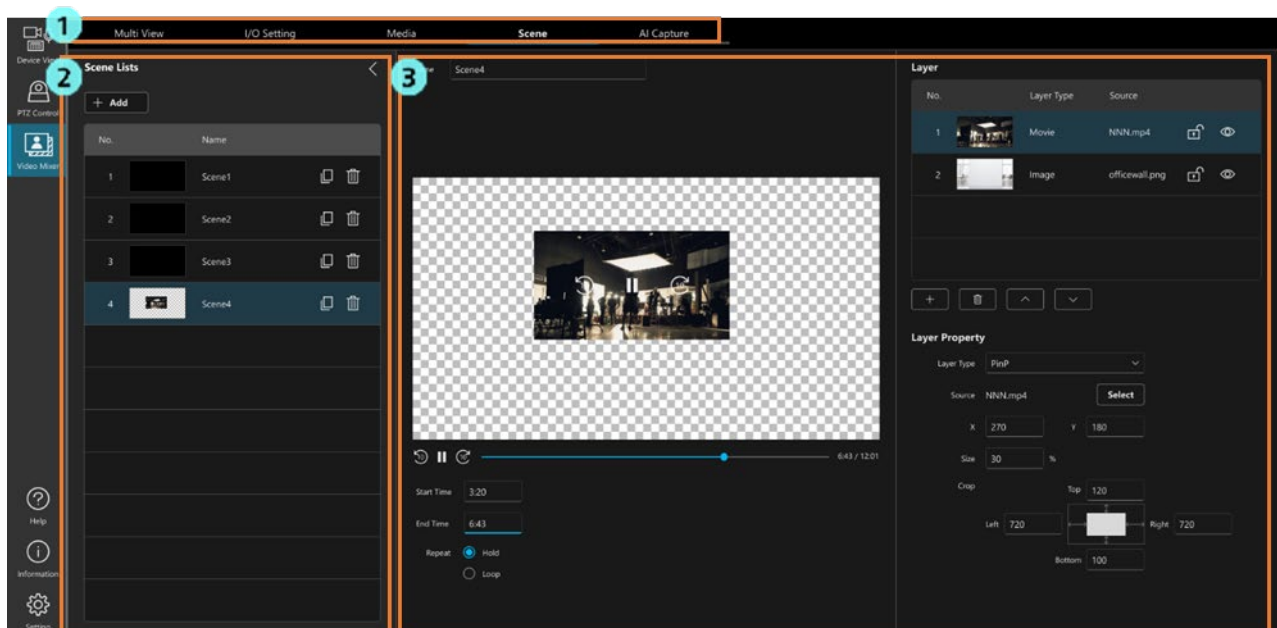 1
Multi View
I/O Setting
Media
Scene
AI Capture
Device View
PTZ Control
Video Mixer
Help
Information
Setting
2
Scene Lists
+ Add
No. Name
1 Scene1
2 Scene2
3 Scene3
4 Scene4
3
Scene4
6:43 / 12:01
Start Time 3:20
End Time 6:43
Repeat Hold
Loop
Layer
No. Layer Type Source
1 Movie NNN.mp4
2 Image officewall.png
Layer Property
Layer Type PinP
Source NNN.mp4 Select
X 270 Y 180
Size 30 %
Crop Top 120
Left 720 Right 720
Bottom 100